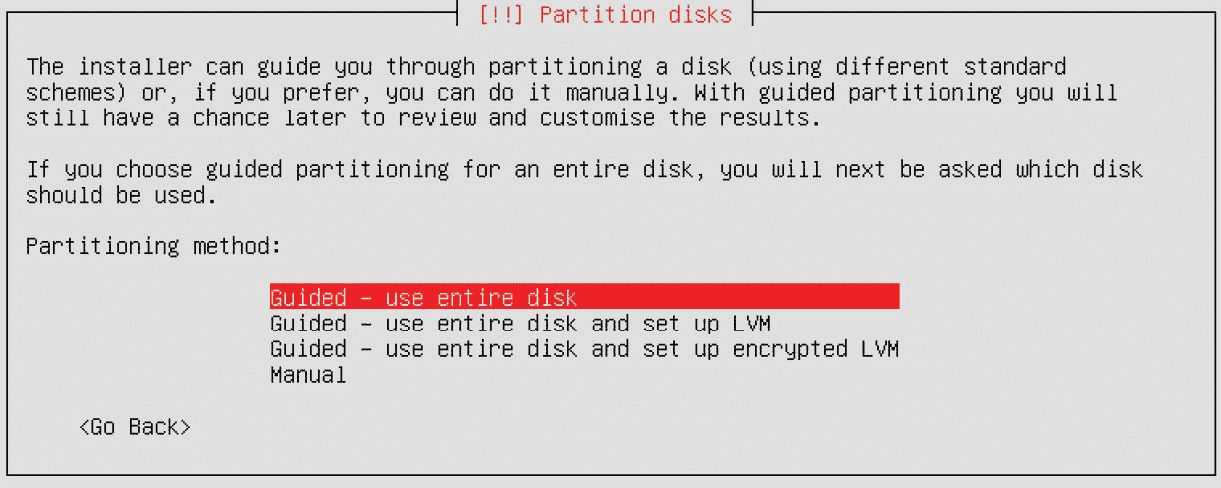 [!!] Partition disks
The installer can guide you through partitioning a disk (using different standard
schemes) or, if you prefer, you can do it manually. With guided partitioning you will
still have a chance later to review and customise the results.
If you choose guided partitioning for an entire disk, you will next be asked which disk
should be used.
Partitioning method:
Guided - use entire disk
Guided - use entire disk and set up LVM
Guided - use entire disk and set up encrypted LVM
Manual
<Go Back>